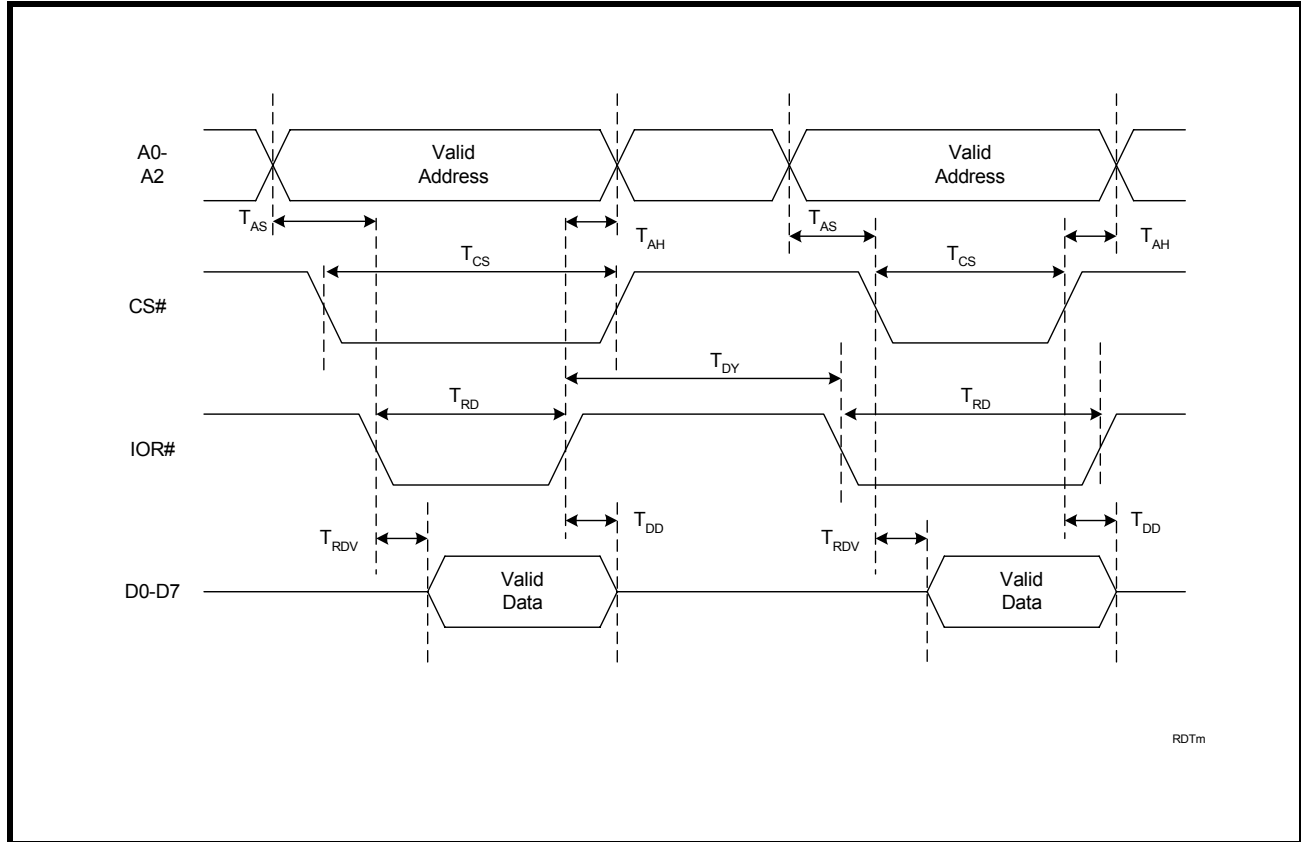 A0-
A2
Valid
Address
Valid
Address
TAS
TAH
TAS
TAH
TCS
TCS
CS#
TDY
TRD
TRD
IOR#
TRDV
TDD
TRDV
TDD
D0-D7
Valid
Data
Valid
Data
RDTm